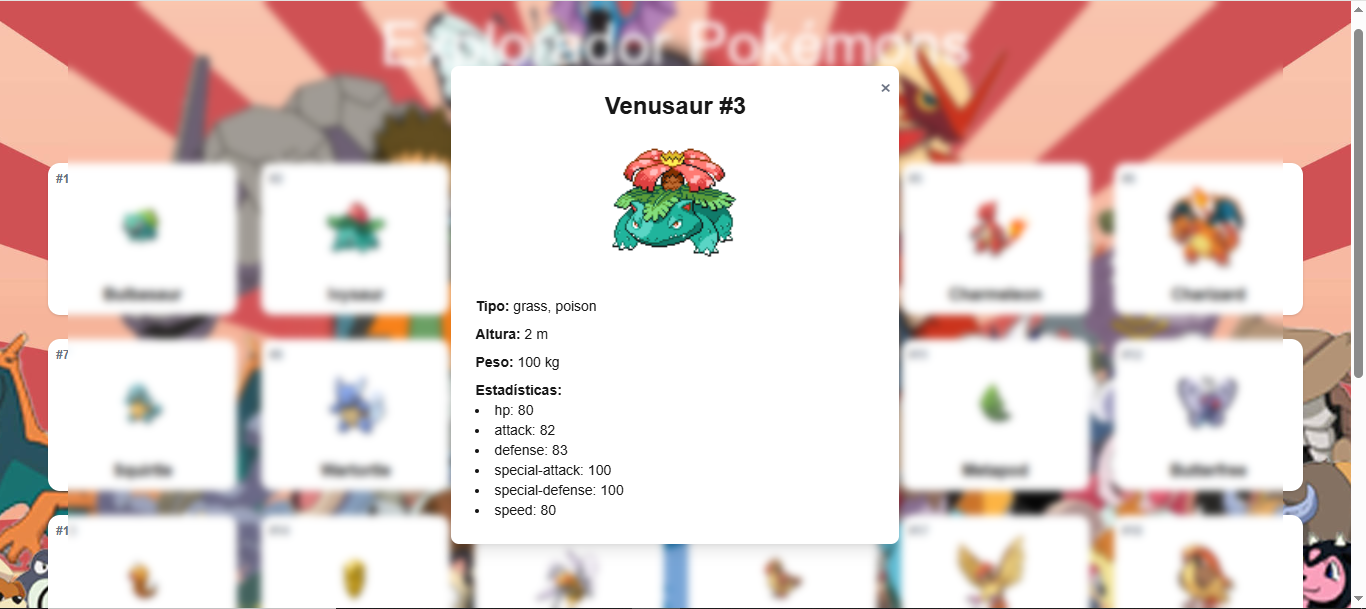 Explorador Pokémons
×
Venusaur #3
#1
Bulbasaur
Ivysaur
Charmeleon
Charizard
Tipo: grass, poison
Altura: 2 m
Peso: 100 kg
Estadísticas:
• hp: 80
• attack: 82
• defense: 83
• special-attack: 100
• special-defense: 100
• speed: 80
#7
Squirtle
Wartortle
Metapod
Butterfree